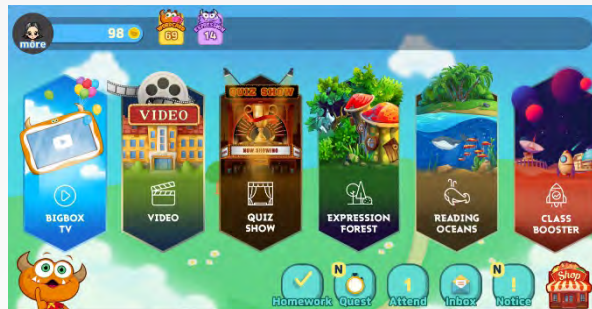 more
98
69
14
VIDEO
QUIZ SHOW
NOW SHOWING
BIGBOX
TV
VIDEO
QUIZ
SHOW
EXPRESSION
FOREST
READING
OCEANS
CLASS
BOOSTER
Homework
N
Quest
Attend
Inbox
N
Notice
Shop